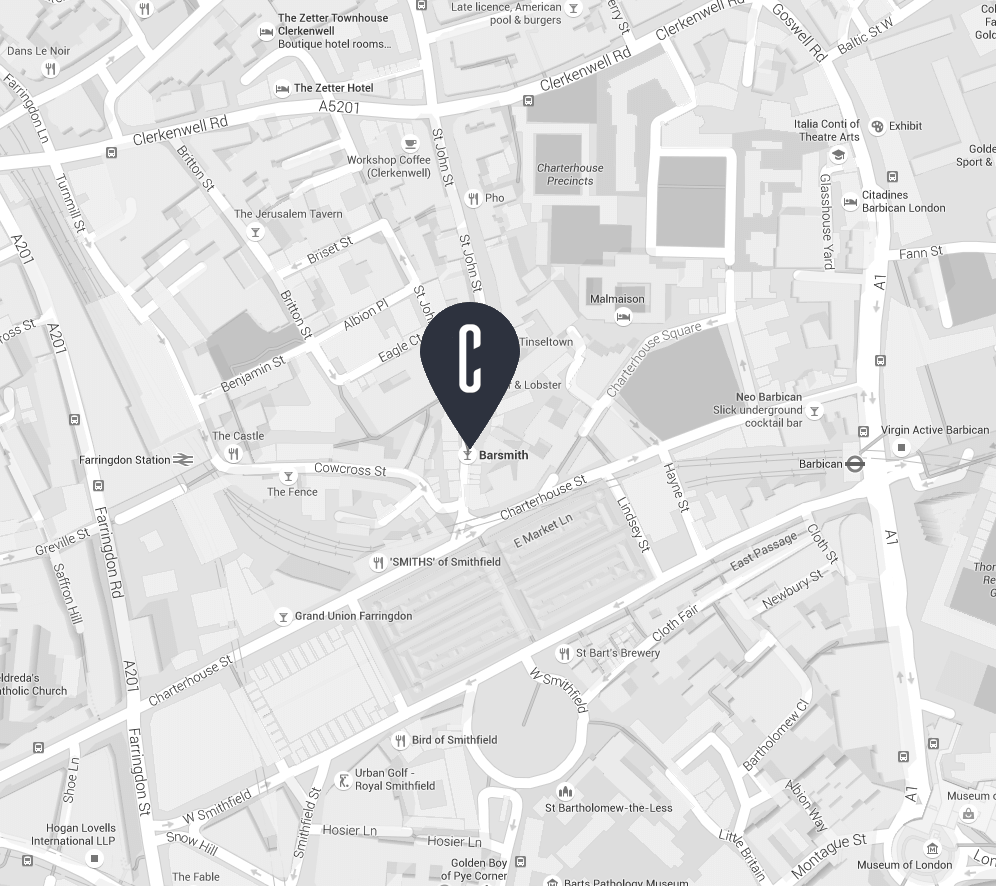 The Zetter Townhouse
Clerkenwell
Boutique hotel rooms...
Late licence, American
pool & burgers
Clerkenwell Rd
Goswell Rd
Baltic St W
Dans Le Noir
Farringdon Ln
The Zetter Hotel
A5201
Clerkenwell Rd
Clerkenwell Rd
Italia Conti of
Theatre Arts
Exhibit
Britton St
Workshop Coffee
(Clerkenwell)
St John St
Charterhouse
Precincts
Turnmill St
Pho
Glasshouse Yard
Citadines
Barbican London
The Jerusalem Tavern
A201
Briset St
St John St
Fann St
A1
Britton St
Albion Pl
Malmaison
A201
Eagle Ct
C
Tinseltown
Charterhouse Square
Benjamin St
& Lobster
Neo Barbican
Slick underground
cocktail bar
The Castle
Virgin Active Barbican
Farringdon Station
Barsmith
Barbican
Cowcross St
The Fence
Charterhouse St
Hayne St
Lindsey St
E Market Ln
Greville St
Farringdon Rd
Saffron Hill
'SMITHS' of Smithfield
East Passage
Cloth St
A1
Newbury St
Grand Union Farringdon
Cloth Fair
St Bart's Brewery
Charterhouse St
A201
W Smithfield
Bartholomew Cl
Bird of Smithfield
Farringdon St
Shoe Ln
Urban Golf -
Royal Smithfield
St Bartholomew-the-Less
A1
Albion Way
W Smithfield
Smithfield St
Hosier Ln
Hosier Ln
Snow Hill
Hogan Lovells
International LLP
Little Britain
Montague St
Museum of London
Golden Boy
of Pye Corner
The Fable
Barts Pathology Museum